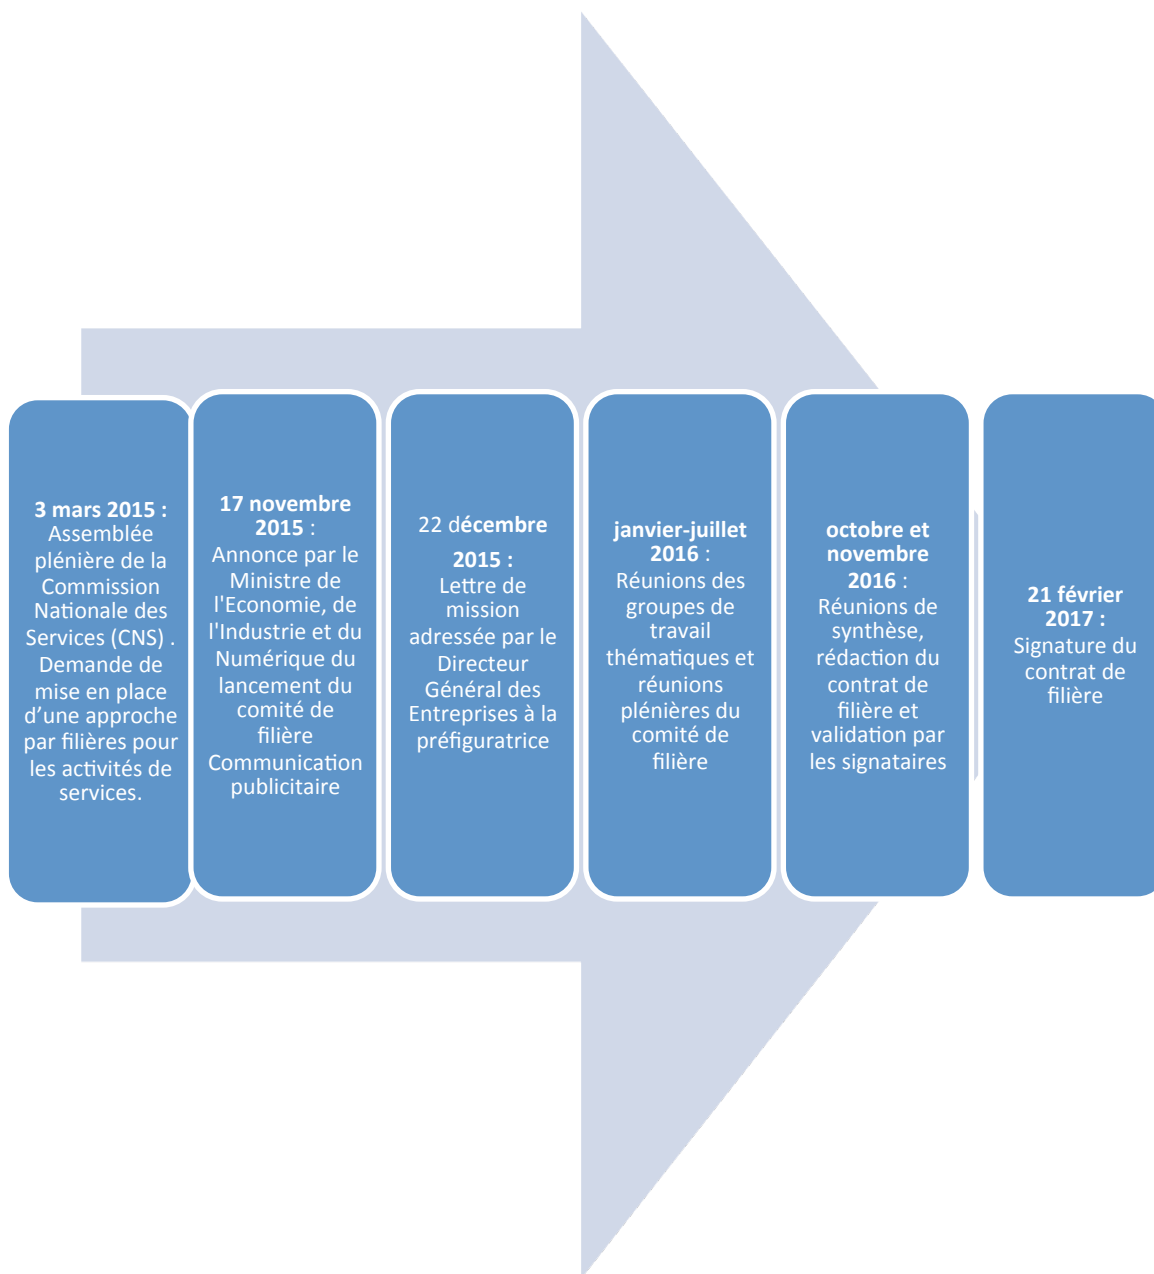 3 mars 2015 :
Assemblée
plénière de la
Commission
Nationale des
Services (CNS) .
Demande de
mise en place
d’une approche
par filières pour
les activités de
services.
17 novembre
2015 :
Annonce par le
Ministre de
l'Economie, de
l'Industrie et du
Numérique du
lancement du
comité de
filière
Communication
publicitaire
22 décembre
2015 :
Lettre de
mission
adressée par le
Directeur
Général des
Entreprises à la
préfiguratrice
janvier-juillet
2016 :
Réunions des
groupes de
travail
thématiques et
réunions
plénières du
comité de
filière
octobre et
novembre
2016 :
Réunions de
synthèse,
rédaction du
contrat de
filière et
validation par
les signataires
21 février
2017 :
Signature du
contrat de
filière